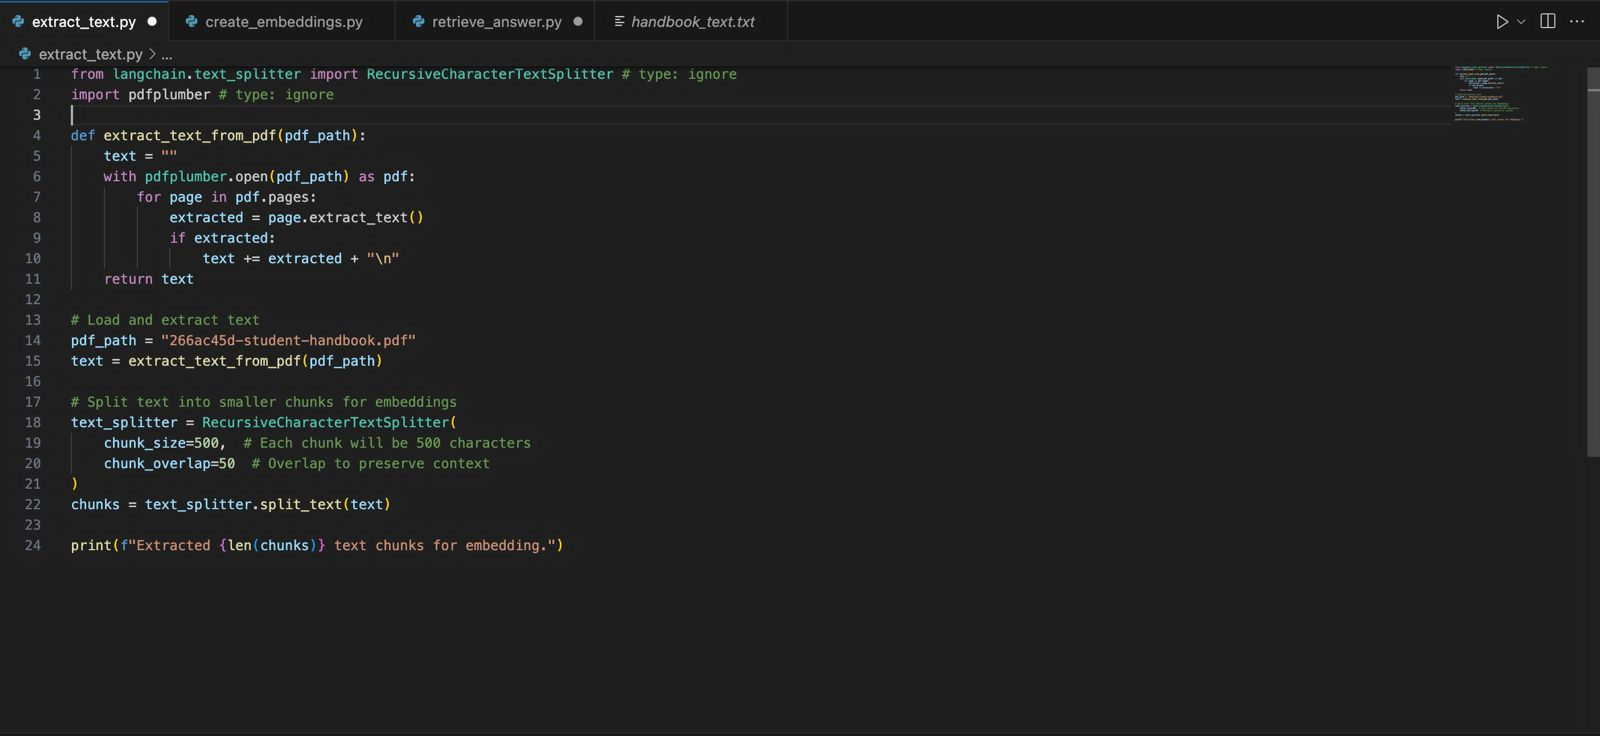 extract_text.py create_embeddings.py retrieve_answer.py handbook_text.txt
extract_text.py > ...
1 from langchain.text_splitter import RecursiveCharacterTextSplitter # type: ignore
2 import pdfplumber # type: ignore
3
4 def extract_text_from_pdf(pdf_path):
5     text = ""
6     with pdfplumber.open(pdf_path) as pdf:
7         for page in pdf.pages:
8             extracted = page.extract_text()
9             if extracted:
10                 text += extracted + "\n"
11     return text
12
13 # Load and extract text
14 pdf_path = "266ac45d-student-handbook.pdf"
15 text = extract_text_from_pdf(pdf_path)
16
17 # Split text into smaller chunks for embeddings
18 text_splitter = RecursiveCharacterTextSplitter(
19     chunk_size=500,  # Each chunk will be 500 characters
20     chunk_overlap=50  # Overlap to preserve context
21 )
22 chunks = text_splitter.split_text(text)
23
24 print(f"Extracted {len(chunks)} text chunks for embedding.")